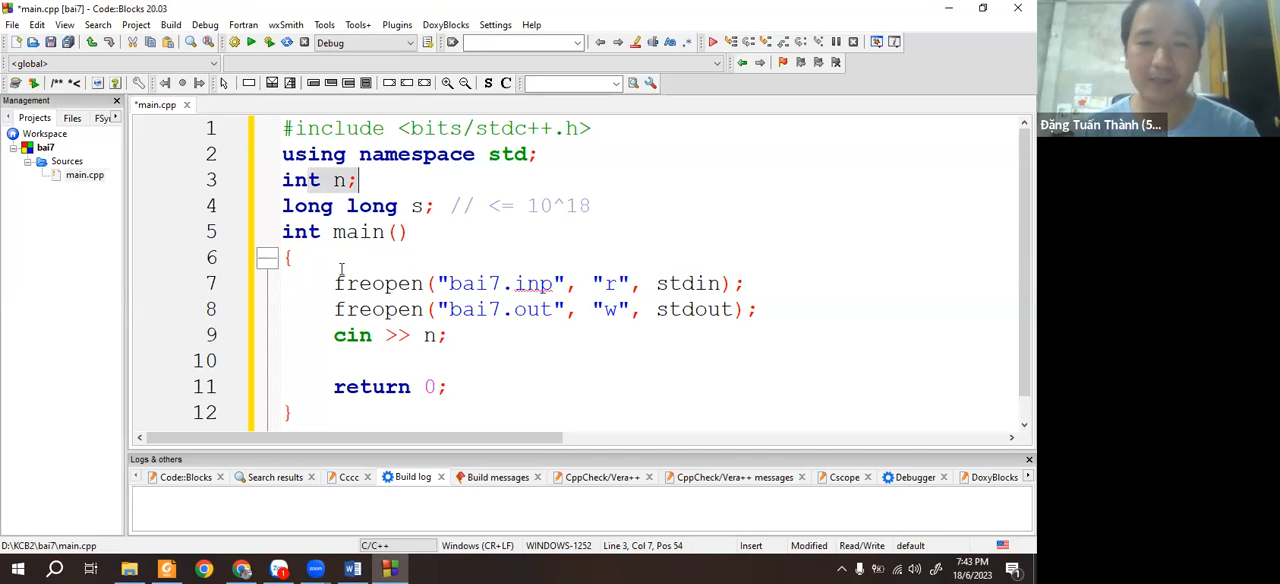 *main.cpp [bai7] - Code::Blocks 20.03
File Edit View Search Project Build Debug Fortran wxSmith Tools Tools+ Plugins DoxyBlocks Settings Help
Debug
<global>
/** *<
S C
Management
*main.cpp
Projects Files FSy
Workspace
bai7
Sources
main.cpp
1 #include <bits/stdc++.h>
2 using namespace std;
3 int n;
4 long long s; // <= 10^18
5 int main()
6 {
7 freopen("bai7.inp", "r", stdin);
8 freopen("bai7.out", "w", stdout);
9 cin >> n;
10
11 return 0;
12 }
Đặng Tuấn Thành (5...
Logs & others
Code::Blocks Search results Cccc Build log Build messages CppCheck/Vera++ CppCheck/Vera++ messages Cscope Debugger DoxyBlocks
D:\KCB2\bai7\main.cpp C/C++ Windows (CR+LF) WINDOWS-1252 Line 3, Col 7, Pos 54 Insert Modified Read/Write default
7:43 PM
18/6/2023